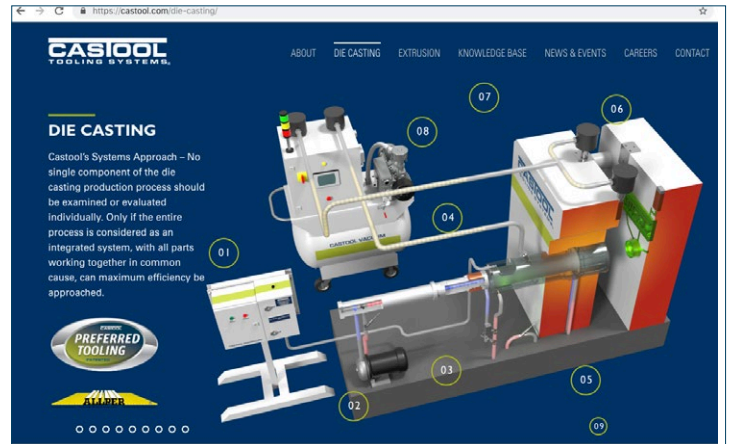 https://castool.com/die-casting/
CASTOOL
TOOLING SYSTEMS®
ABOUT DIE CASTING EXTRUSION KNOWLEDGE BASE NEWS & EVENTS CAREERS CONTACT
DIE CASTING
Castool's Systems Approach – No
single component of the die
casting production process should
be examined or evaluated
individually. Only if the entire
process is considered as an
integrated system, with all parts
working together in common
cause, can maximum efficiency be
approached.
PREFERRED
TOOLING
ALLPER
01
02
03
04
05
06
07
08
09
CASTOOL VACUUM
CASTOOL